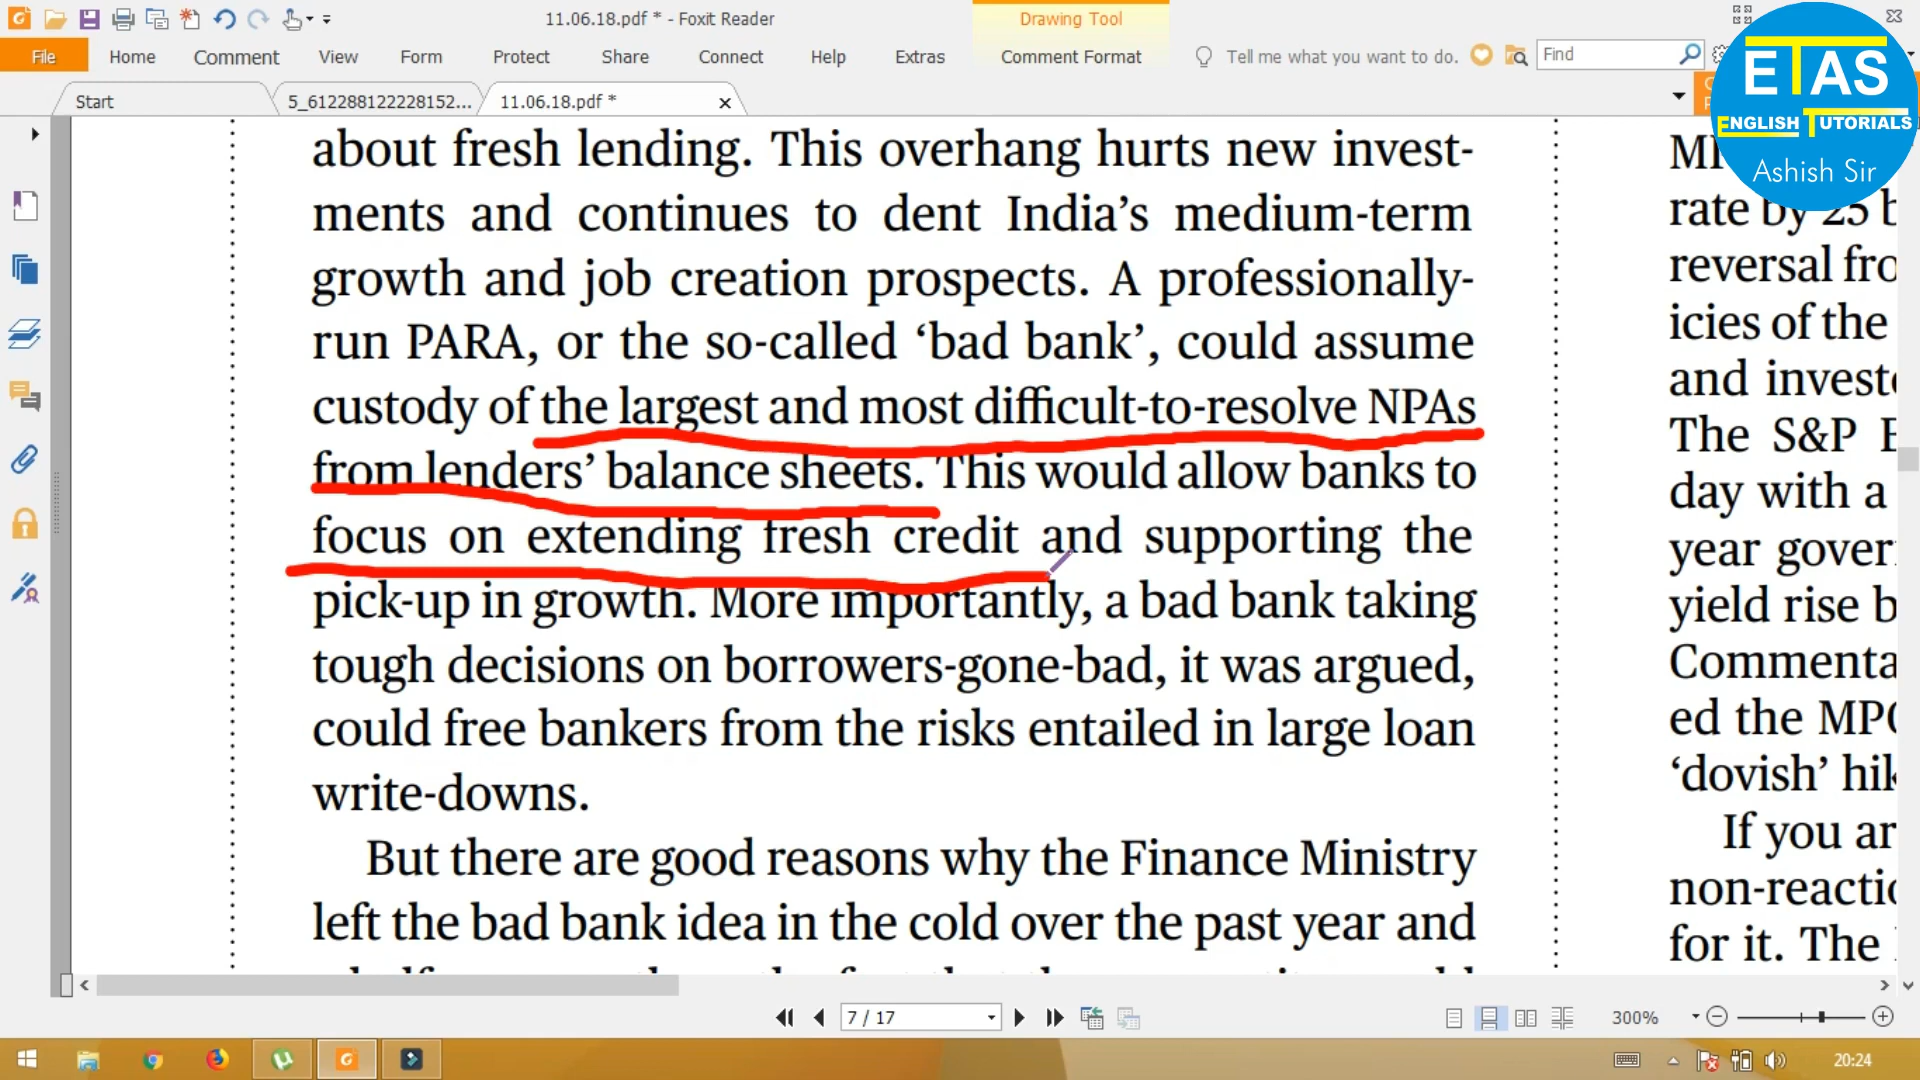 11.06.18.pdf * - Foxit Reader
Drawing Tool
File
Home
Comment
View
Form
Protect
Share
Connect
Help
Extras
Comment Format
Tell me what you want to do.
Find
Start
5_612288122228152...
11.06.18.pdf *
ETAS
ENGLISH TUTORIALS
Ashish Sir
about fresh lending. This overhang hurts new invest-
ments and continues to dent India's medium-term
growth and job creation prospects. A professionally-
run PARA, or the so-called 'bad bank', could assume
custody of the largest and most difficult-to-resolve NPAs
from lenders' balance sheets. This would allow banks to
focus on extending fresh credit and supporting the
pick-up in growth. More importantly, a bad bank taking
tough decisions on borrowers-gone-bad, it was argued,
could free bankers from the risks entailed in large loan
write-downs.
But there are good reasons why the Finance Ministry
left the bad bank idea in the cold over the past year and
rate by 25 b
reversal fro
icies of the
and investo
The S&P B
day with a
year gover
yield rise b
Commenta
ed the MPC
'dovish' hik
If you ar
non-reactio
for it. The
7 / 17
300%
20:24